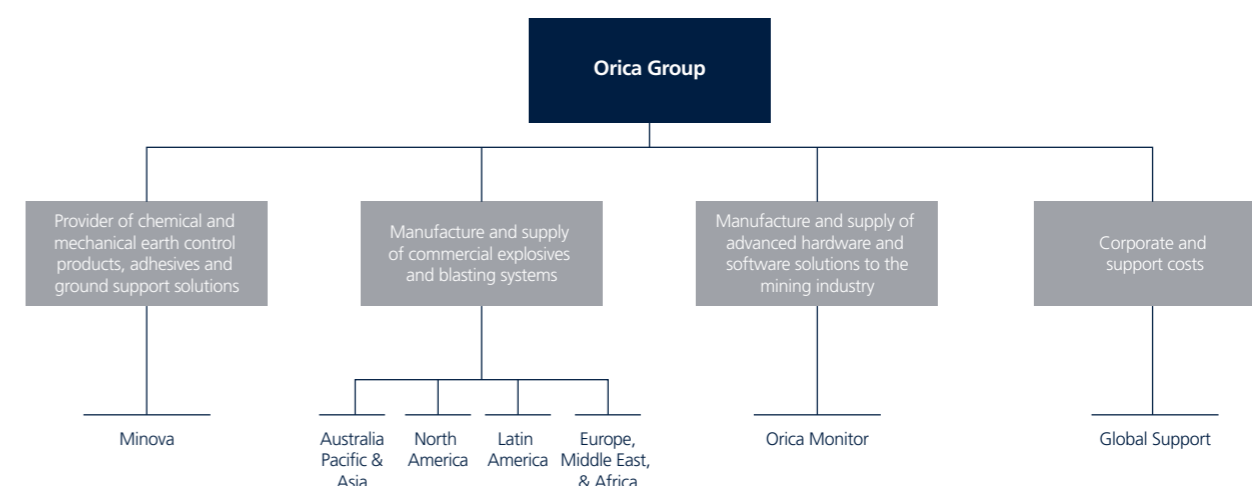 Orica Group
Provider of chemical and
mechanical earth control
products, adhesives and
ground support solutions
Manufacture and supply
of commercial explosives
and blasting systems
Manufacture and supply of
advanced hardware and
software solutions to the
mining industry
Corporate and
support costs
Minova
Australia
Pacific &
Asia
North
America
Latin
America
Europe,
Middle East,
& Africa
Orica Monitor
Global Support